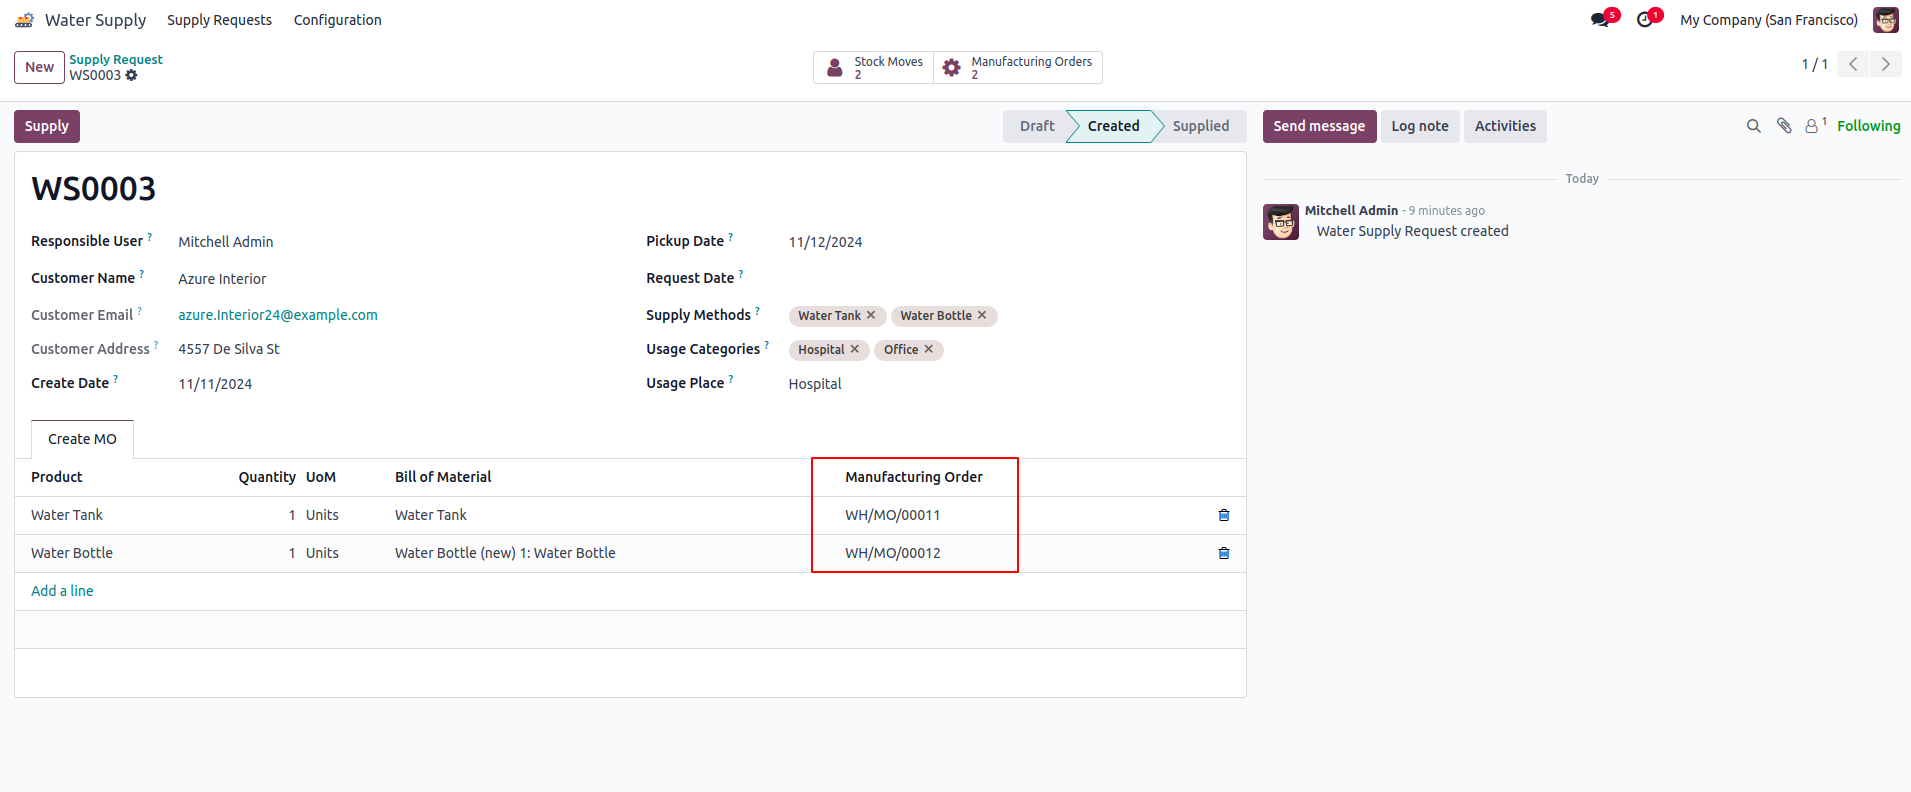 Water Supply Supply Requests Configuration 5 1 My Company (San Francisco)
New Supply Request
WS0003
Stock Moves
2
Manufacturing Orders
2
1 / 1
Supply Draft Created Supplied Send message Log note Activities 1 Following
WS0003
Responsible User ? Mitchell Admin
Customer Name ? Azure Interior
Customer Email ? azure.Interior24@example.com
Customer Address ? 4557 De Silva St
Create Date ? 11/11/2024
Pickup Date ? 11/12/2024
Request Date ?
Supply Methods ? Water Tank ✕ Water Bottle ✕
Usage Categories ? Hospital ✕ Office ✕
Usage Place ? Hospital
Create MO
Product Quantity UoM Bill of Material Manufacturing Order
Water Tank 1 Units Water Tank WH/MO/00011
Water Bottle 1 Units Water Bottle (new) 1: Water Bottle WH/MO/00012
Add a line
Today
Mitchell Admin - 9 minutes ago
Water Supply Request created